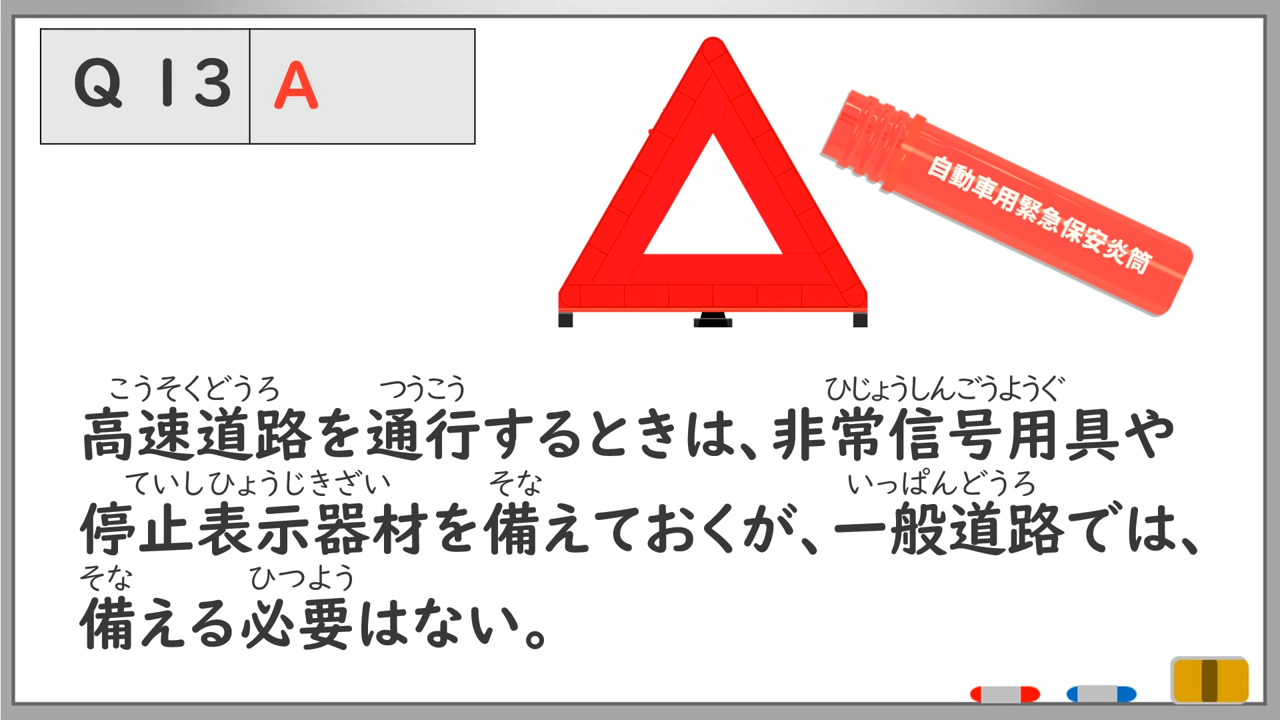 Q 13 A
自動車用緊急保安炎筒
こうそくどうろ つうこう ひじょうしんごうようぐ
高速道路を通行するときは、非常信号用具や
ていしひょうじきざい そな いっぱんどうろ
停止表示器材を備えておくが、一般道路では、
そな ひつよう
備える必要はない。